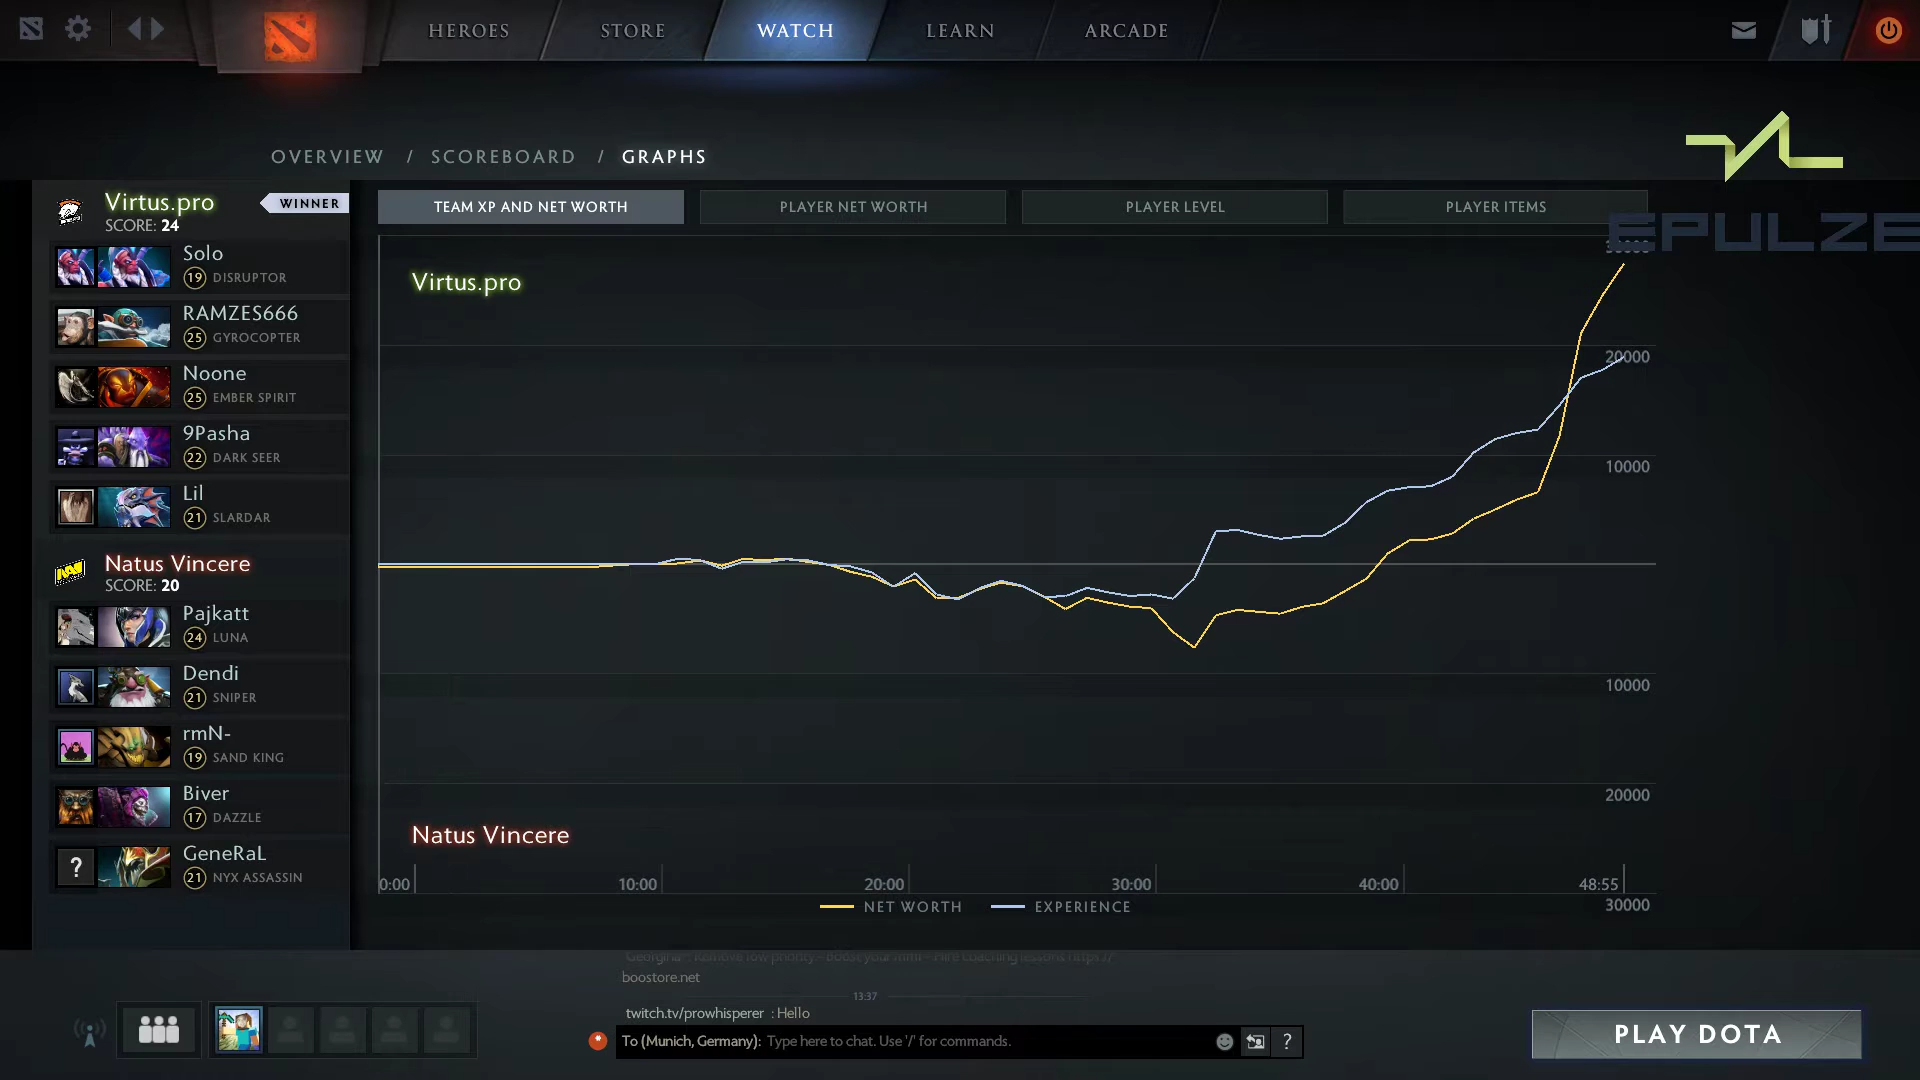 HEROES
STORE
WATCH
LEARN
ARCADE
OVERVIEW / SCOREBOARD / GRAPHS
EPULZE
Virtus.pro
WINNER
SCORE: 24
Solo
19 DISRUPTOR
RAMZES666
25 GYROCOPTER
Noone
25 EMBER SPIRIT
9Pasha
22 DARK SEER
Lil
21 SLARDAR
Natus Vincere
SCORE: 20
Pajkatt
24 LUNA
Dendi
21 SNIPER
rmN-
19 SAND KING
Biver
17 DAZZLE
?
GeneRaL
21 NYX ASSASSIN
TEAM XP AND NET WORTH
PLAYER NET WORTH
PLAYER LEVEL
PLAYER ITEMS
Virtus.pro
20000
10000
10000
20000
Natus Vincere
0:00
10:00
20:00
30:00
40:00
48:55
30000
NET WORTH
EXPERIENCE
boostore.net
13:37
twitch.tv/prowhisperer : Hello
To (Munich, Germany): Type here to chat. Use '/' for commands.
?
PLAY DOTA